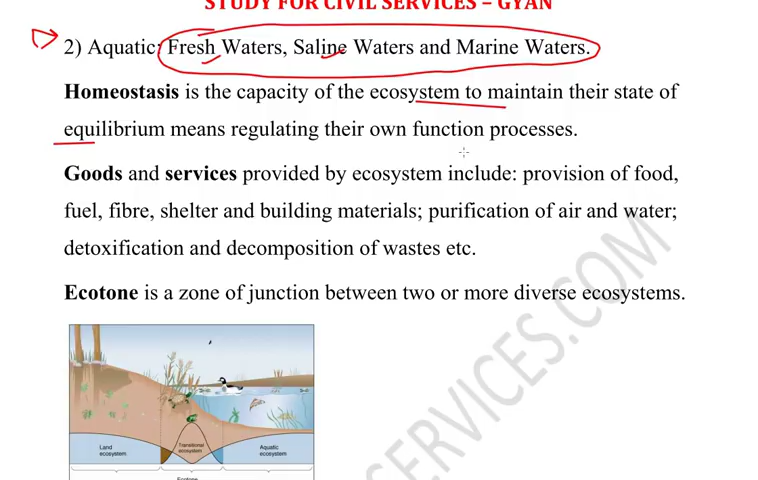 STUDY FOR CIVIL SERVICES – GYAN
2) Aquatic: Fresh Waters, Saline Waters and Marine Waters.
Homeostasis is the capacity of the ecosystem to maintain their state of
equilibrium means regulating their own function processes.
Goods and services provided by ecosystem include: provision of food,
fuel, fibre, shelter and building materials; purification of air and water;
detoxification and decomposition of wastes etc.
Ecotone is a zone of junction between two or more diverse ecosystems.
Land
ecosystem
Transitional
ecosystem
Aquatic
ecosystem
Ecotone
SERVICES.COM